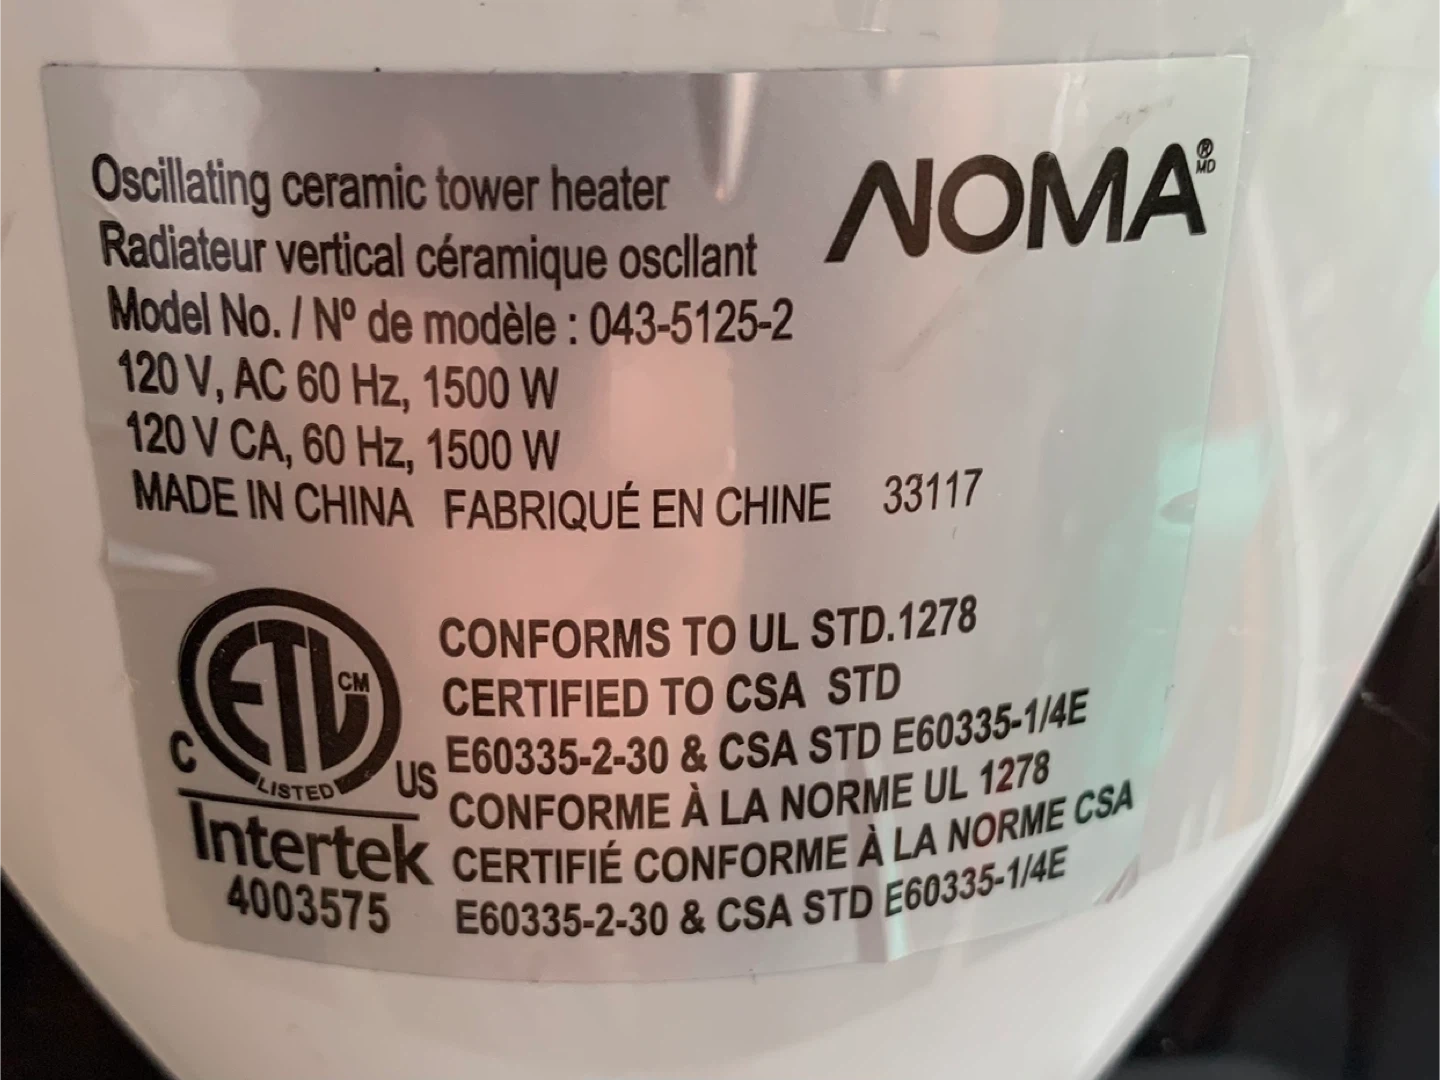 NOMA® MD
Oscillating ceramic tower heater
Radiateur vertical céramique oscllant
Model No. / Nº de modèle : 043-5125-2
120 V, AC 60 Hz, 1500 W
120 V CA, 60 Hz, 1500 W
MADE IN CHINA FABRIQUÉ EN CHINE 33117
ETL CM
C LISTED US
Intertek
4003575
CONFORMS TO UL STD.1278
CERTIFIED TO CSA STD
E60335-2-30 & CSA STD E60335-1/4E
CONFORME À LA NORME UL 1278
CERTIFIÉ CONFORME À LA NORME CSA
E60335-2-30 & CSA STD E60335-1/4E